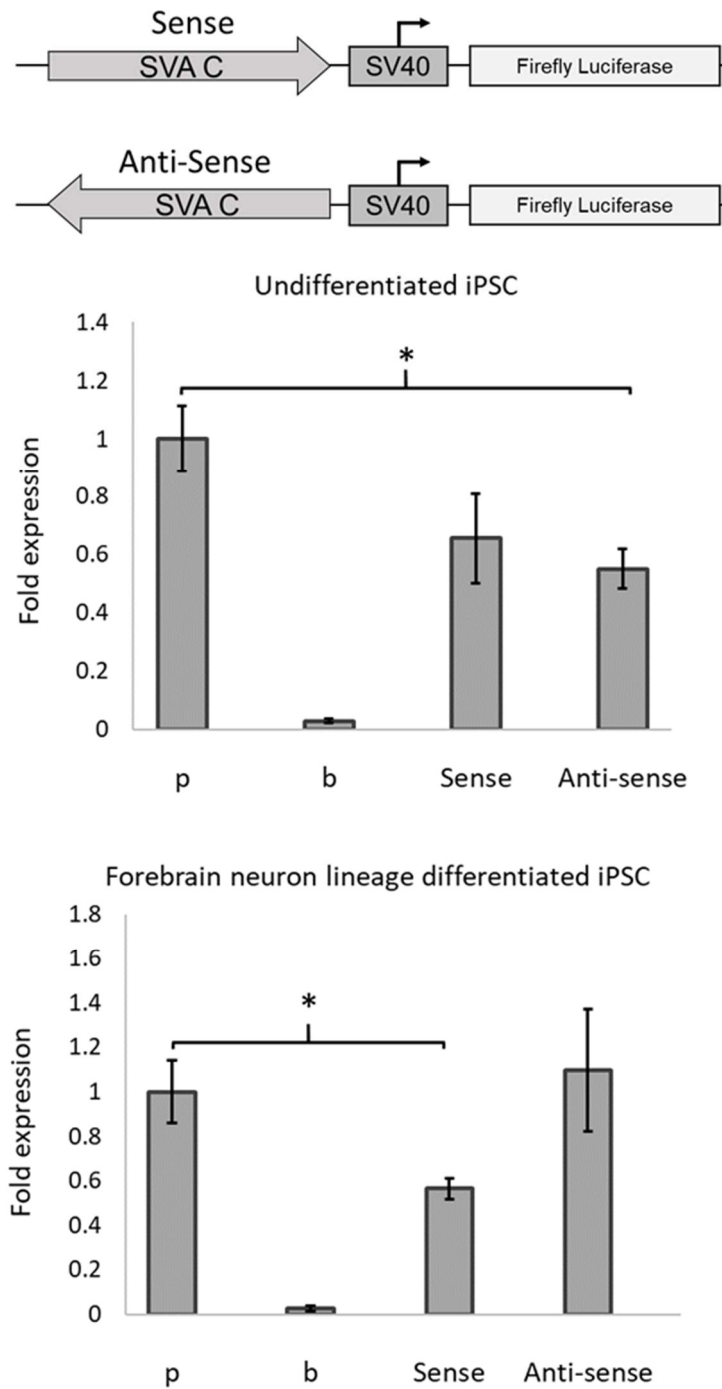 Sense
SVA C
SV40
Firefly Luciferase
Anti-Sense
SVA C
SV40
Firefly Luciferase
Undifferentiated iPSC
Fold expression
1.4
1.2
1
0.8
0.6
0.4
0.2
0
*
p b Sense Anti-sense
Forebrain neuron lineage differentiated iPSC
Fold expression
1.8
1.6
1.4
1.2
1
0.8
0.6
0.4
0.2
0
*
p b Sense Anti-sense